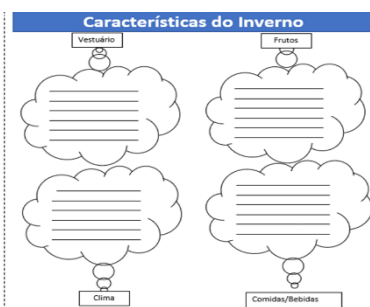 Características do Inverno
Vestuário
Frutos
Clima
Comidas/Bebidas